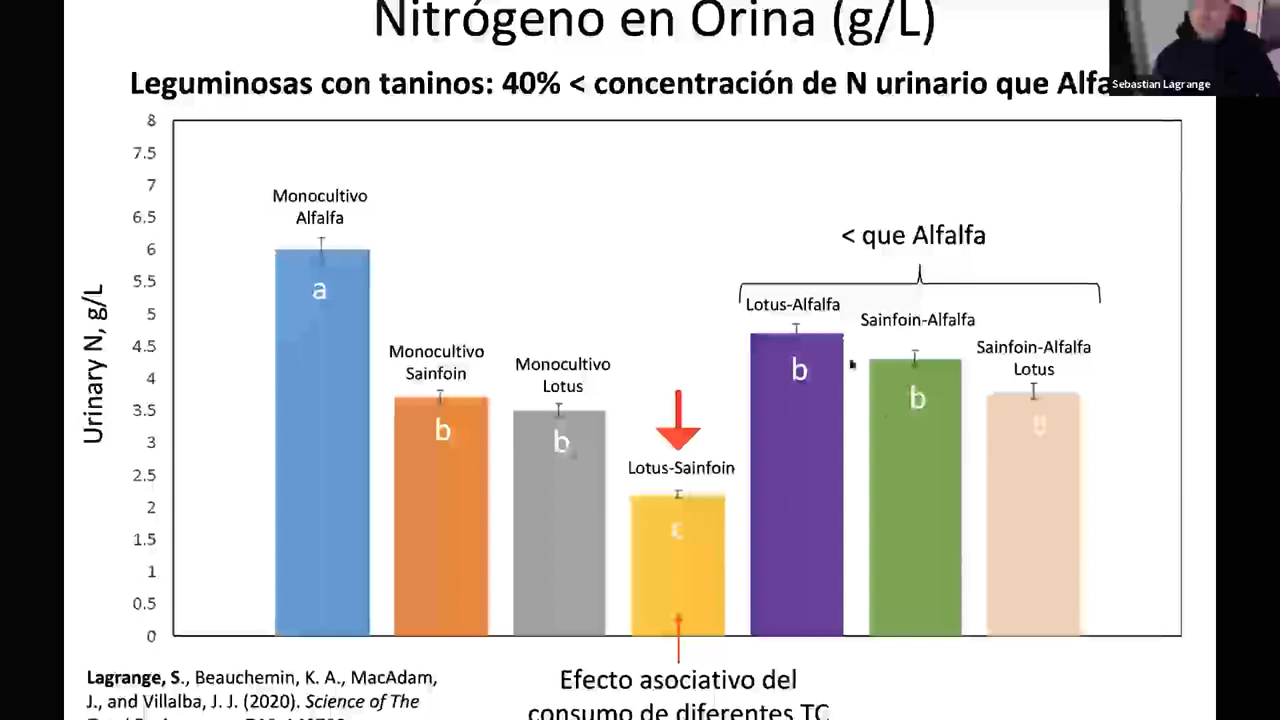 Nitrógeno en Orina (g/L)
Sebastian Lagrange
Leguminosas con taninos: 40% < concentración de N urinario que
8
7.5
7
6.5
6
5.5
5
4.5
4
3.5
3
2.5
2
1.5
1
0.5
0
Urinary N, g/L
Monocultivo
Alfalfa
a
Monocultivo
Sainfoin
b
Monocultivo
Lotus
b
Lotus-Sainfoin
c
< que Alfalfa
Lotus-Alfalfa
b
Sainfoin-Alfalfa
b
Sainfoin-Alfalfa
Lotus
Lagrange, S., Beauchemin, K. A., MacAdam,
J., and Villalba, J. J. (2020). Science of The
Efecto asociativo del
consumo de diferentes TC